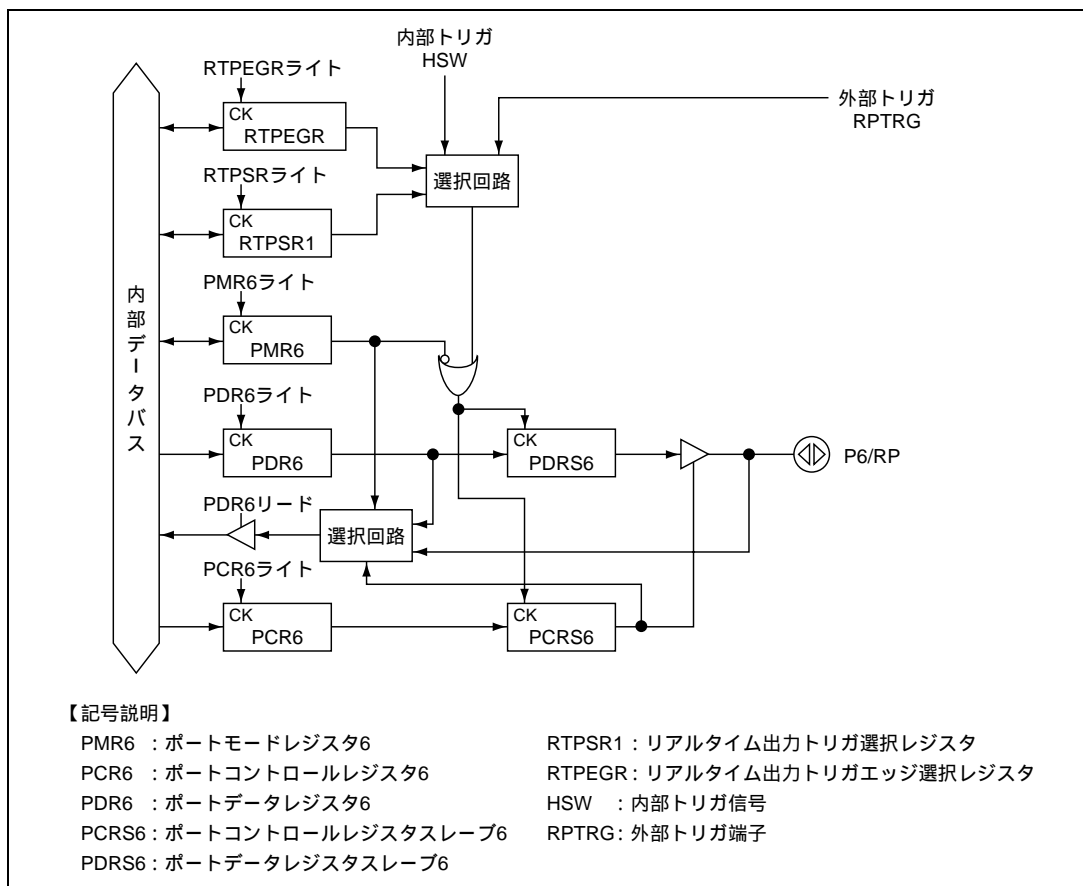 内部トリガ
HSW
RTPEGRライト
外部トリガ
RPTRG
CK
RTPEGR
選択回路
RTPSRライト
CK
RTPSR1
PMR6ライト
CK
PMR6
内部データバス
PDR6ライト
CK
PDR6
CK
PDRS6
P6/RP
PDR6リード
選択回路
PCR6ライト
CK
PCR6
CK
PCRS6
【記号説明】
PMR6 : ポートモードレジスタ6
PCR6 : ポートコントロールレジスタ6
PDR6 : ポートデータレジスタ6
PCRS6 : ポートコントロールレジスタスレーブ6
PDRS6 : ポートデータレジスタスレーブ6
RTPSR1 : リアルタイム出力トリガ選択レジスタ
RTPEGR : リアルタイム出力トリガエッジ選択レジスタ
HSW : 内部トリガ信号
RPTRG : 外部トリガ端子